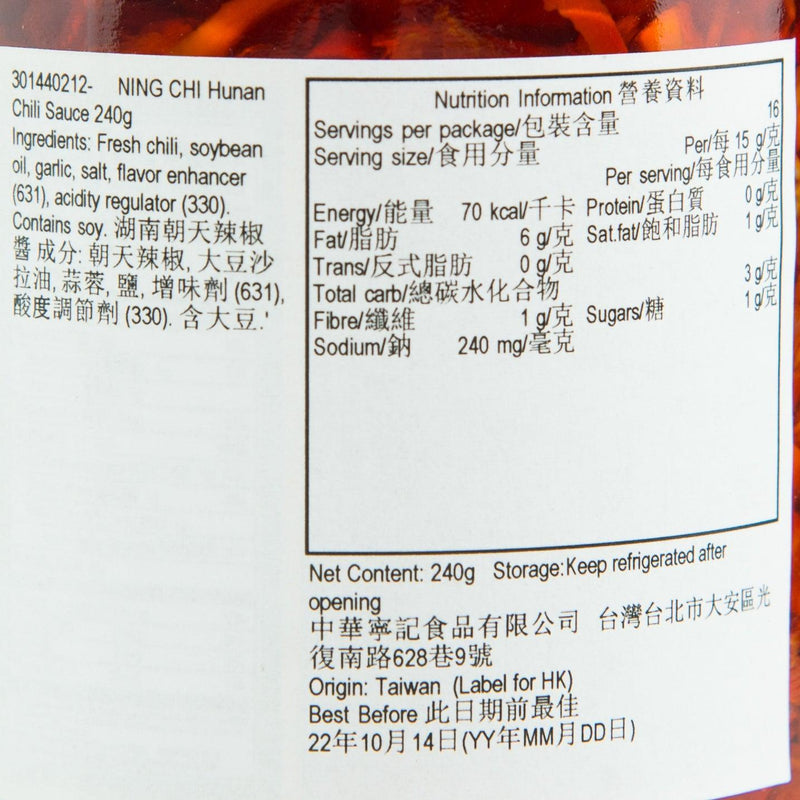 301440212- NING CHI Hunan
Chili Sauce 240g
Ingredients: Fresh chili, soybean
oil, garlic, salt, flavor enhancer
(631), acidity regulator (330).
Contains soy. 湖南朝天辣椒
醬 成分: 朝天辣椒, 大豆沙
拉油, 蒜蓉, 鹽, 增味劑 (631),
酸度調節劑 (330). 含大豆.'
Nutrition Information 營養資料
Servings per package/包裝含量 16
Serving size/食用分量 Per/每 15 g/克
Per serving/每食用分量
Energy/能量 70 kcal/千卡 Protein/蛋白質 0 g/克
Fat/脂肪 6 g/克 Sat.fat/飽和脂肪 1 g/克
Trans/反式脂肪 0 g/克
Total carb/總碳水化合物 3 g/克
Fibre/纖維 1 g/克 Sugars/糖 1 g/克
Sodium/鈉 240 mg/毫克
Net Content: 240g Storage:Keep refrigerated after
opening
中華寧記食品有限公司 台灣台北市大安區光
復南路628巷9號
Origin: Taiwan (Label for HK)
Best Before 此日期前最佳
22年10月14日(YY年MM月DD日)